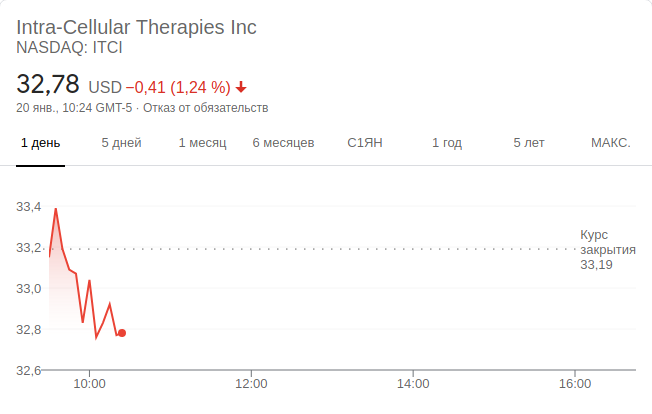 Intra-Cellular Therapies Inc
NASDAQ: ITCI
32,78 USD −0,41 (1,24 %)
20 янв., 10:24 GMT-5 · Отказ от обязательств
1 день 5 дней 1 месяц 6 месяцев С1ЯН 1 год 5 лет МАКС.
33,4
33,2
33,0
32,8
32,6
Курс
закрытия
33,19
10:00 12:00 14:00 16:00